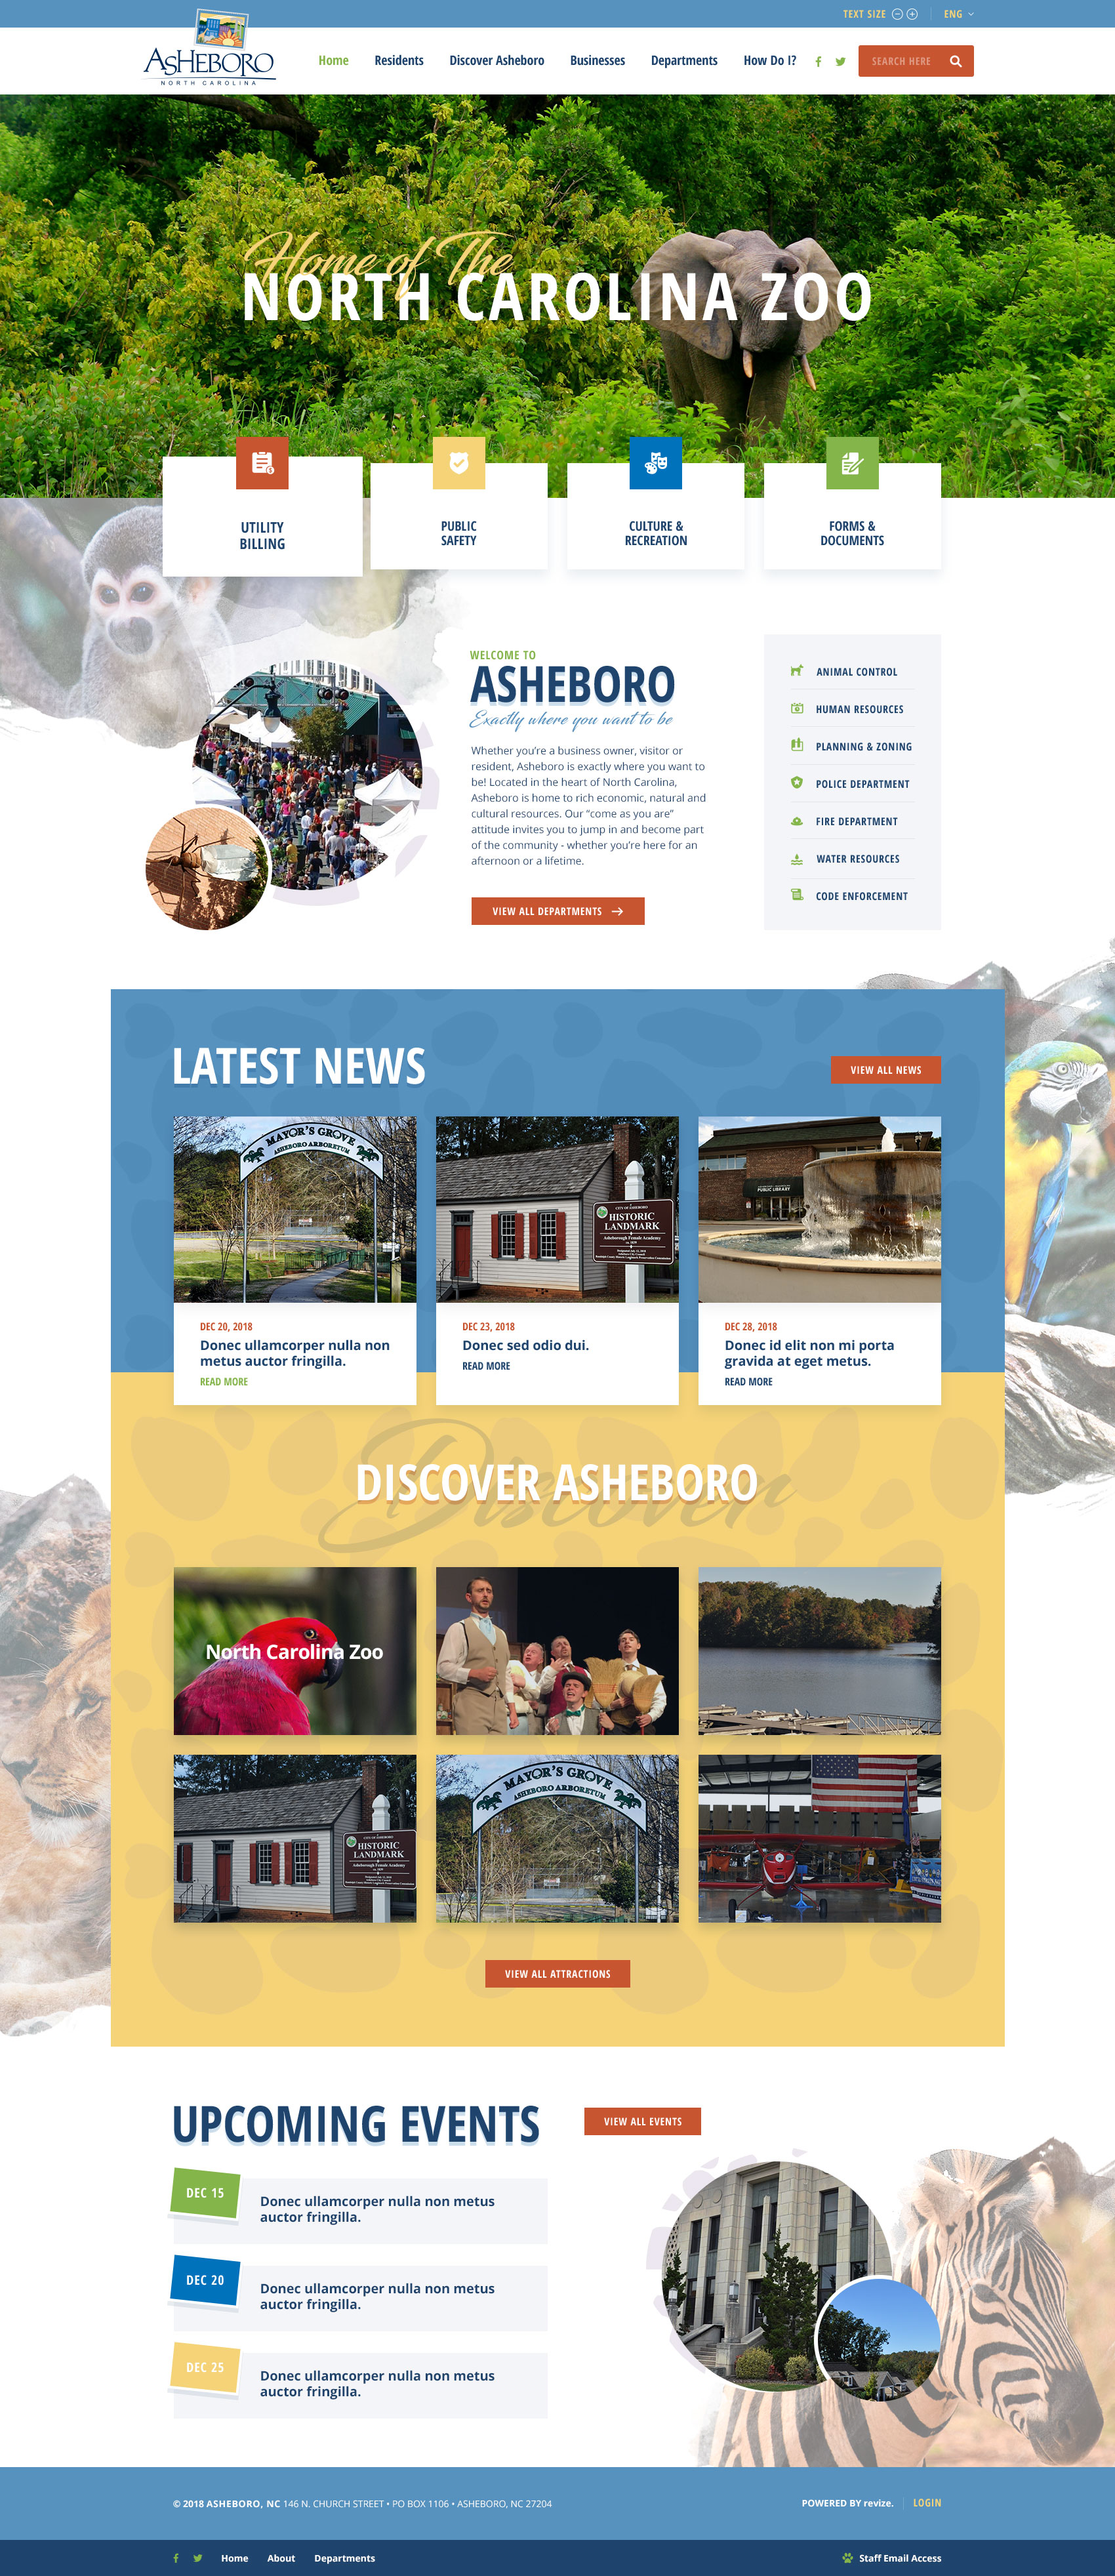 TEXT SIZE
ENG
ASHEBORO
NORTH CAROLINA
Home
Residents
Discover Asheboro
Businesses
Departments
How Do I?
SEARCH HERE
Home of The
NORTH CAROLINA ZOO
UTILITY
BILLING
PUBLIC
SAFETY
CULTURE &
RECREATION
FORMS &
DOCUMENTS
WELCOME TO
ASHEBORO
Exactly where you want to be
Whether you're a business owner, visitor or
resident, Asheboro is exactly where you want to
be! Located in the heart of North Carolina,
Asheboro is home to rich economic, natural and
cultural resources. Our "come as you are"
attitude invites you to jump in and become part
of the community - whether you're here for an
afternoon or a lifetime.
VIEW ALL DEPARTMENTS
ANIMAL CONTROL
HUMAN RESOURCES
PLANNING & ZONING
POLICE DEPARTMENT
FIRE DEPARTMENT
WATER RESOURCES
CODE ENFORCEMENT
LATEST NEWS
VIEW ALL NEWS
MAYOR'S GROVE
ASHEBORO ARBORETUM
CITY OF ASHEBORO
HISTORIC
LANDMARK
Asheborough Female Academy
PUBLIC LIBRARY
DEC 20, 2018
Donec ullamcorper nulla non
metus auctor fringilla.
READ MORE
DEC 23, 2018
Donec sed odio dui.
READ MORE
DEC 28, 2018
Donec id elit non mi porta
gravida at eget metus.
READ MORE
Discover
DISCOVER ASHEBORO
North Carolina Zoo
CITY OF ASHEBORO
HISTORIC
LANDMARK
Asheborough Female Academy
MAYOR'S GROVE
ASHEBORO ARBORETUM
VIEW ALL ATTRACTIONS
UPCOMING EVENTS
VIEW ALL EVENTS
DEC 15
Donec ullamcorper nulla non metus
auctor fringilla.
DEC 20
Donec ullamcorper nulla non metus
auctor fringilla.
DEC 25
Donec ullamcorper nulla non metus
auctor fringilla.
© 2018 ASHEBORO, NC 146 N. CHURCH STREET • PO BOX 1106 • ASHEBORO, NC 27204
POWERED BY revize.
LOGIN
Home
About
Departments
Staff Email Access